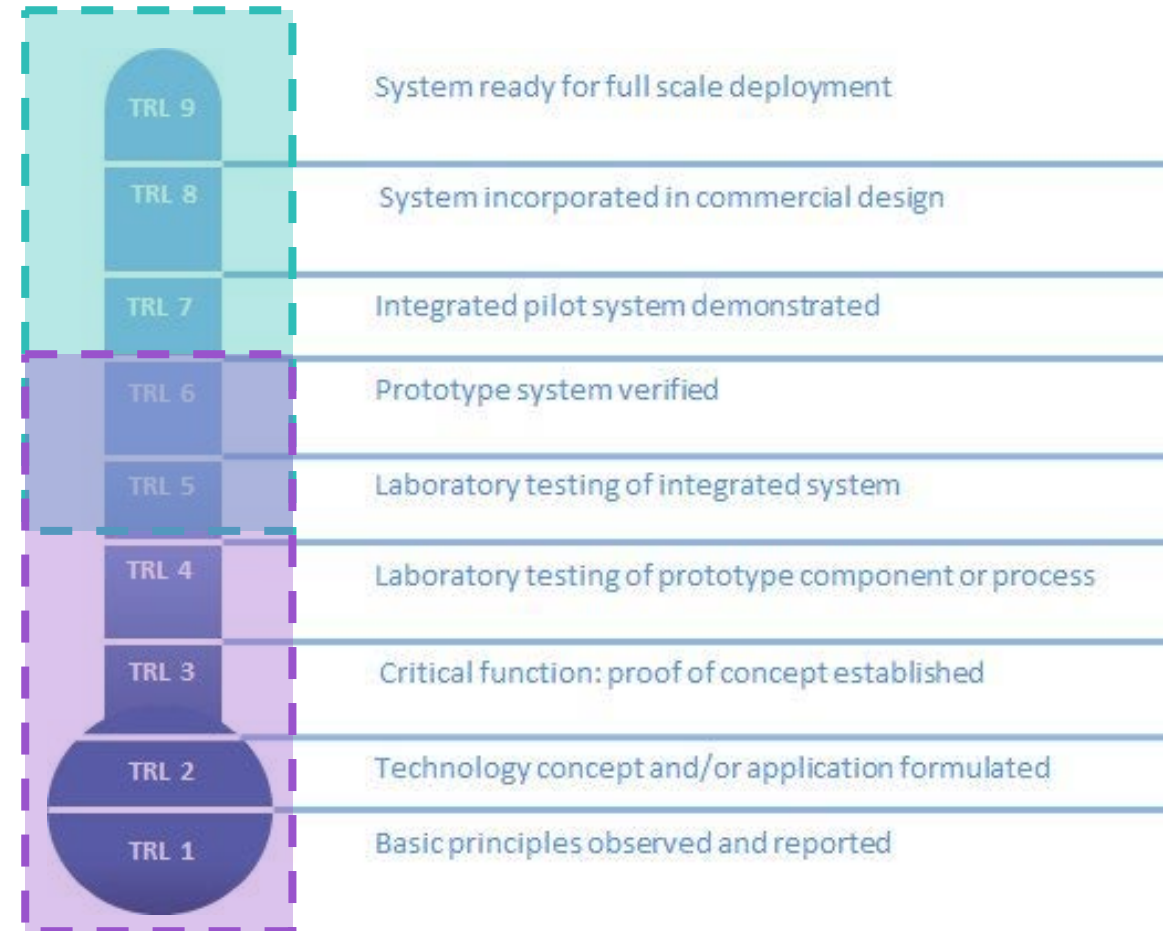 TRL 9
System ready for full scale deployment
TRL 8
System incorporated in commercial design
TRL 7
Integrated pilot system demonstrated
TRL 6
Prototype system verified
TRL 5
Laboratory testing of integrated system
TRL 4
Laboratory testing of prototype component or process
TRL 3
Critical function: proof of concept established
TRL 2
Technology concept and/or application formulated
TRL 1
Basic principles observed and reported